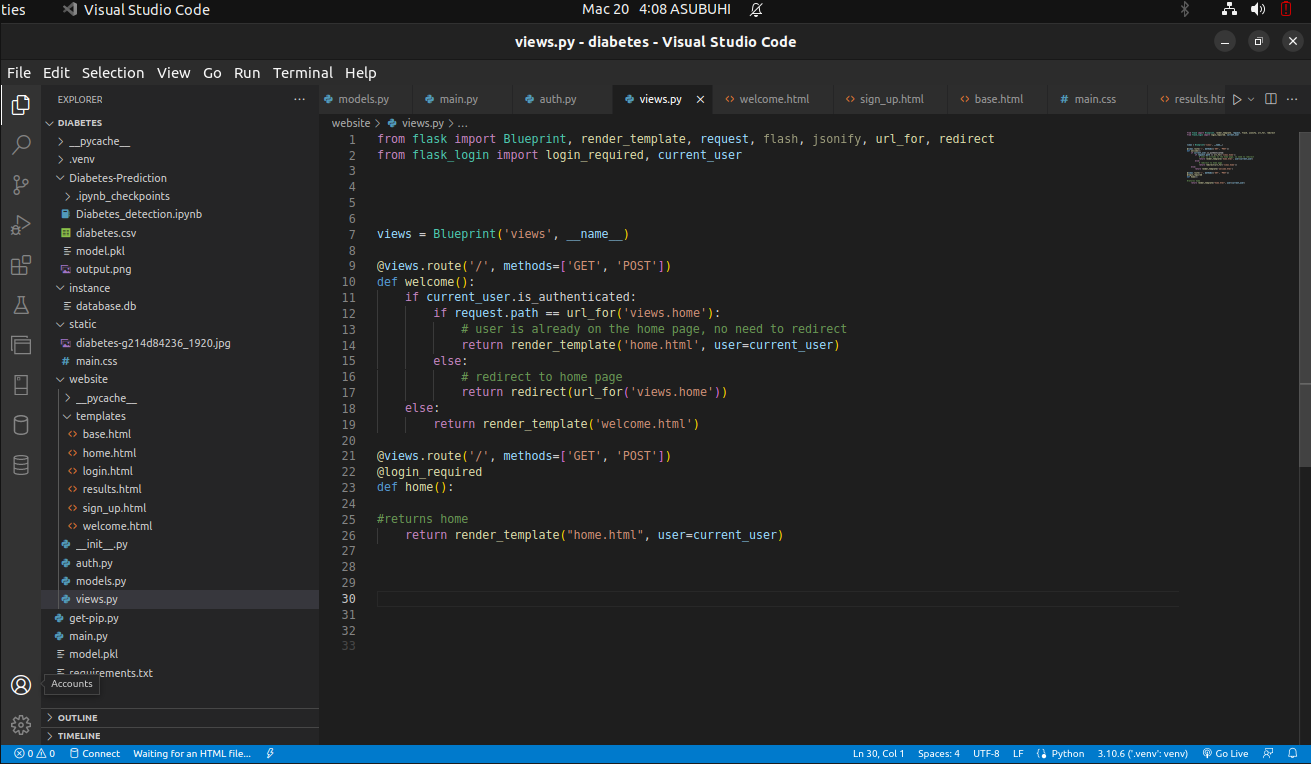 ties
Visual Studio Code
Mac 20 4:08 ASUBUHI
views.py - diabetes - Visual Studio Code
File Edit Selection View Go Run Terminal Help
EXPLORER
models.py main.py auth.py views.py welcome.html sign_up.html base.html main.css results.htr
DIABETES
__pycache__
.venv
Diabetes-Prediction
.ipynb_checkpoints
Diabetes_detection.ipynb
diabetes.csv
model.pkl
output.png
instance
database.db
static
diabetes-g214d84236_1920.jpg
main.css
website
__pycache__
templates
base.html
home.html
login.html
results.html
sign_up.html
welcome.html
__init__.py
auth.py
models.py
views.py
get-pip.py
main.py
model.pkl
requirements.txt
Accounts
OUTLINE
TIMELINE
website > views.py > ...
1 from flask import Blueprint, render_template, request, flash, jsonify, url_for, redirect
2 from flask_login import login_required, current_user
3
4
5
6
7 views = Blueprint('views', __name__)
8
9 @views.route('/', methods=['GET', 'POST'])
10 def welcome():
11     if current_user.is_authenticated:
12         if request.path == url_for('views.home'):
13             # user is already on the home page, no need to redirect
14             return render_template('home.html', user=current_user)
15         else:
16             # redirect to home page
17             return redirect(url_for('views.home'))
18     else:
19         return render_template('welcome.html')
20
21 @views.route('/', methods=['GET', 'POST'])
22 @login_required
23 def home():
24
25 #returns home
26     return render_template("home.html", user=current_user)
27
28
29
30
31
32
33
0 0 Connect Waiting for an HTML file... Ln 30, Col 1 Spaces: 4 UTF-8 LF Python 3.10.6 ('.venv': venv) Go Live